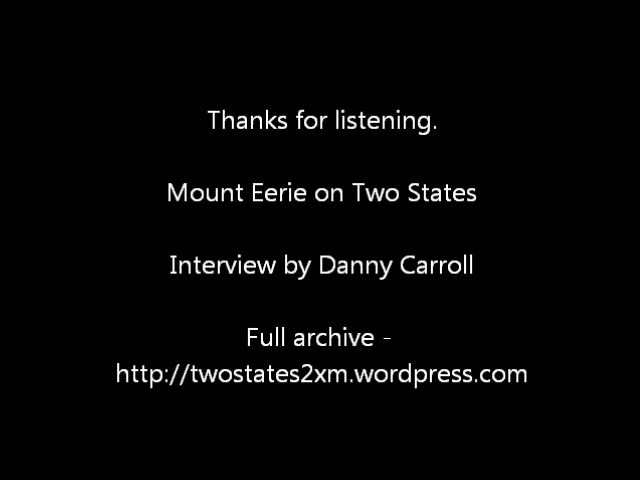 Thanks for listening.
Mount Eerie on Two States
Interview by Danny Carroll
Full archive -
http://twostates2xm.wordpress.com